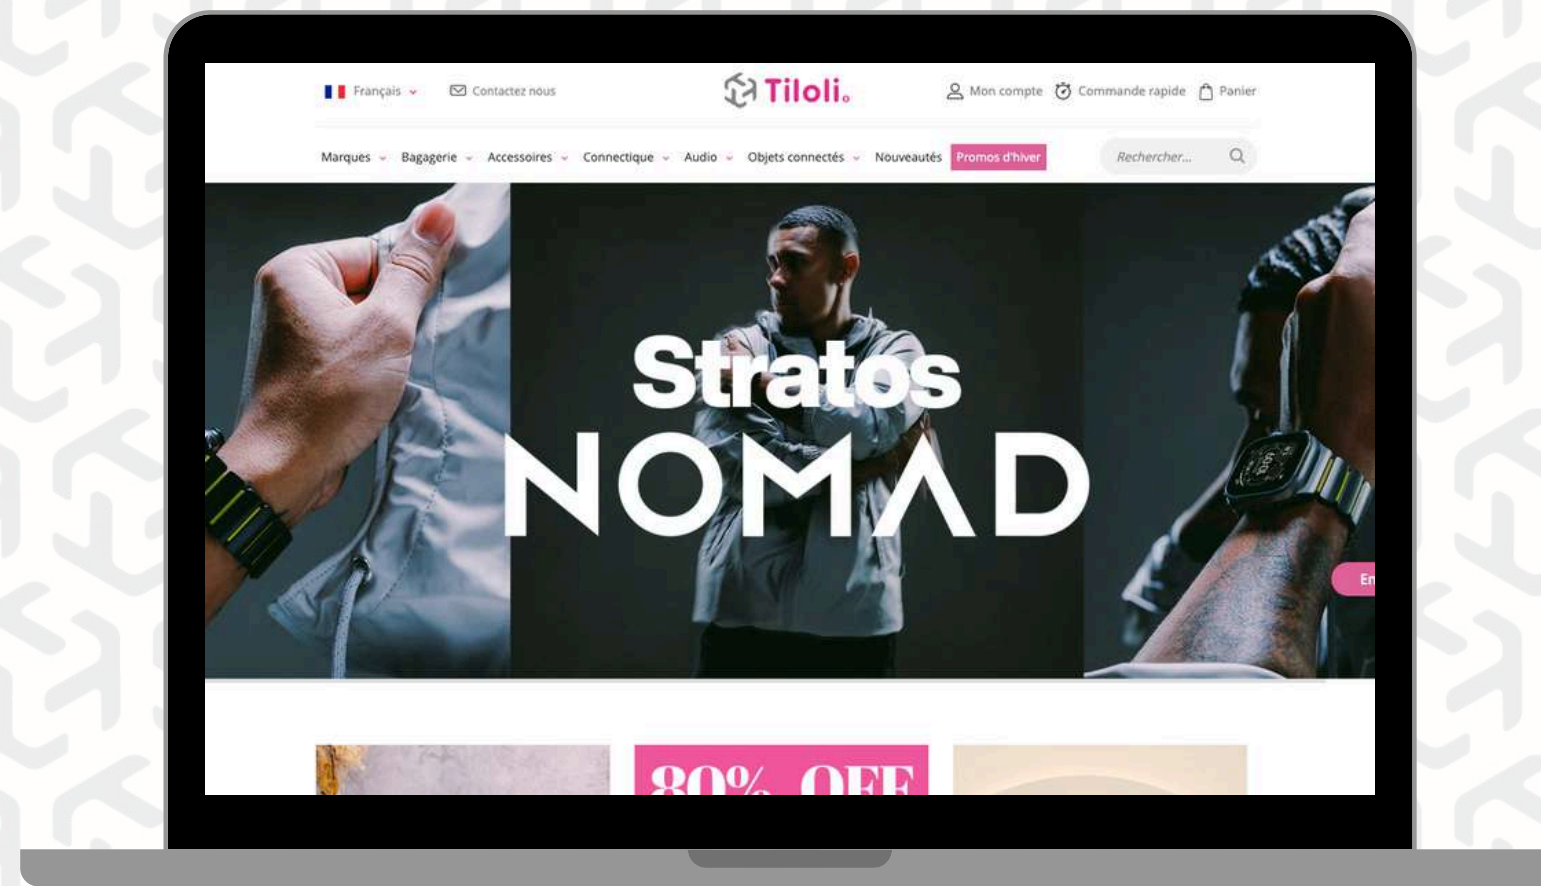 Français
Contactez nous
Tiloli®
Mon compte
Commande rapide
Panier
Marques
Bagagerie
Accessoires
Connectique
Audio
Objets connectés
Nouveautés
Promos d'hiver
Rechercher...
Stratos
NOMAD
80% OFF